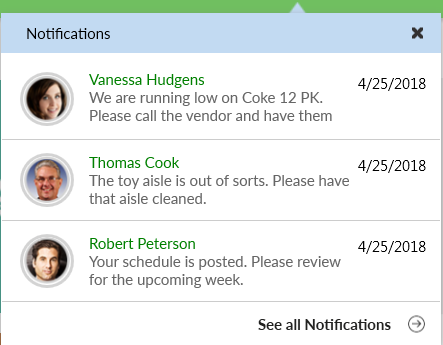 Notifications
Vanessa Hudgens 4/25/2018
We are running low on Coke 12 PK.
Please call the vendor and have them
Thomas Cook 4/25/2018
The toy aisle is out of sorts. Please have
that aisle cleaned.
Robert Peterson 4/25/2018
Your schedule is posted. Please review
for the upcoming week.
See all Notifications